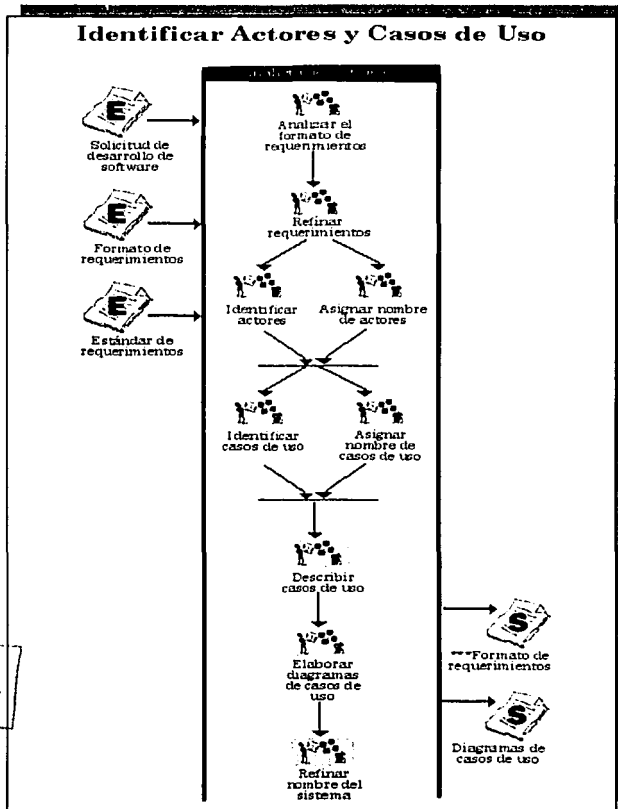 Identificar Actores y Casos de Uso
E
Solicitud de
desarrollo de
software
E
Formato de
requerimientos
E
Estándar de
requerimientos
Analizar el
formato de
requerimientos
Refinar
requerimientos
Identificar
actores
Asignar nombre
de actores
Identificar
casos de uso
Asignar
nombre de
casos de uso
Describir
casos de uso
Elaborar
diagramas
de casos de
uso
Refinar
nombre del
sistema
S
***Formato de
requerimientos
S
Diagramas de
casos de uso